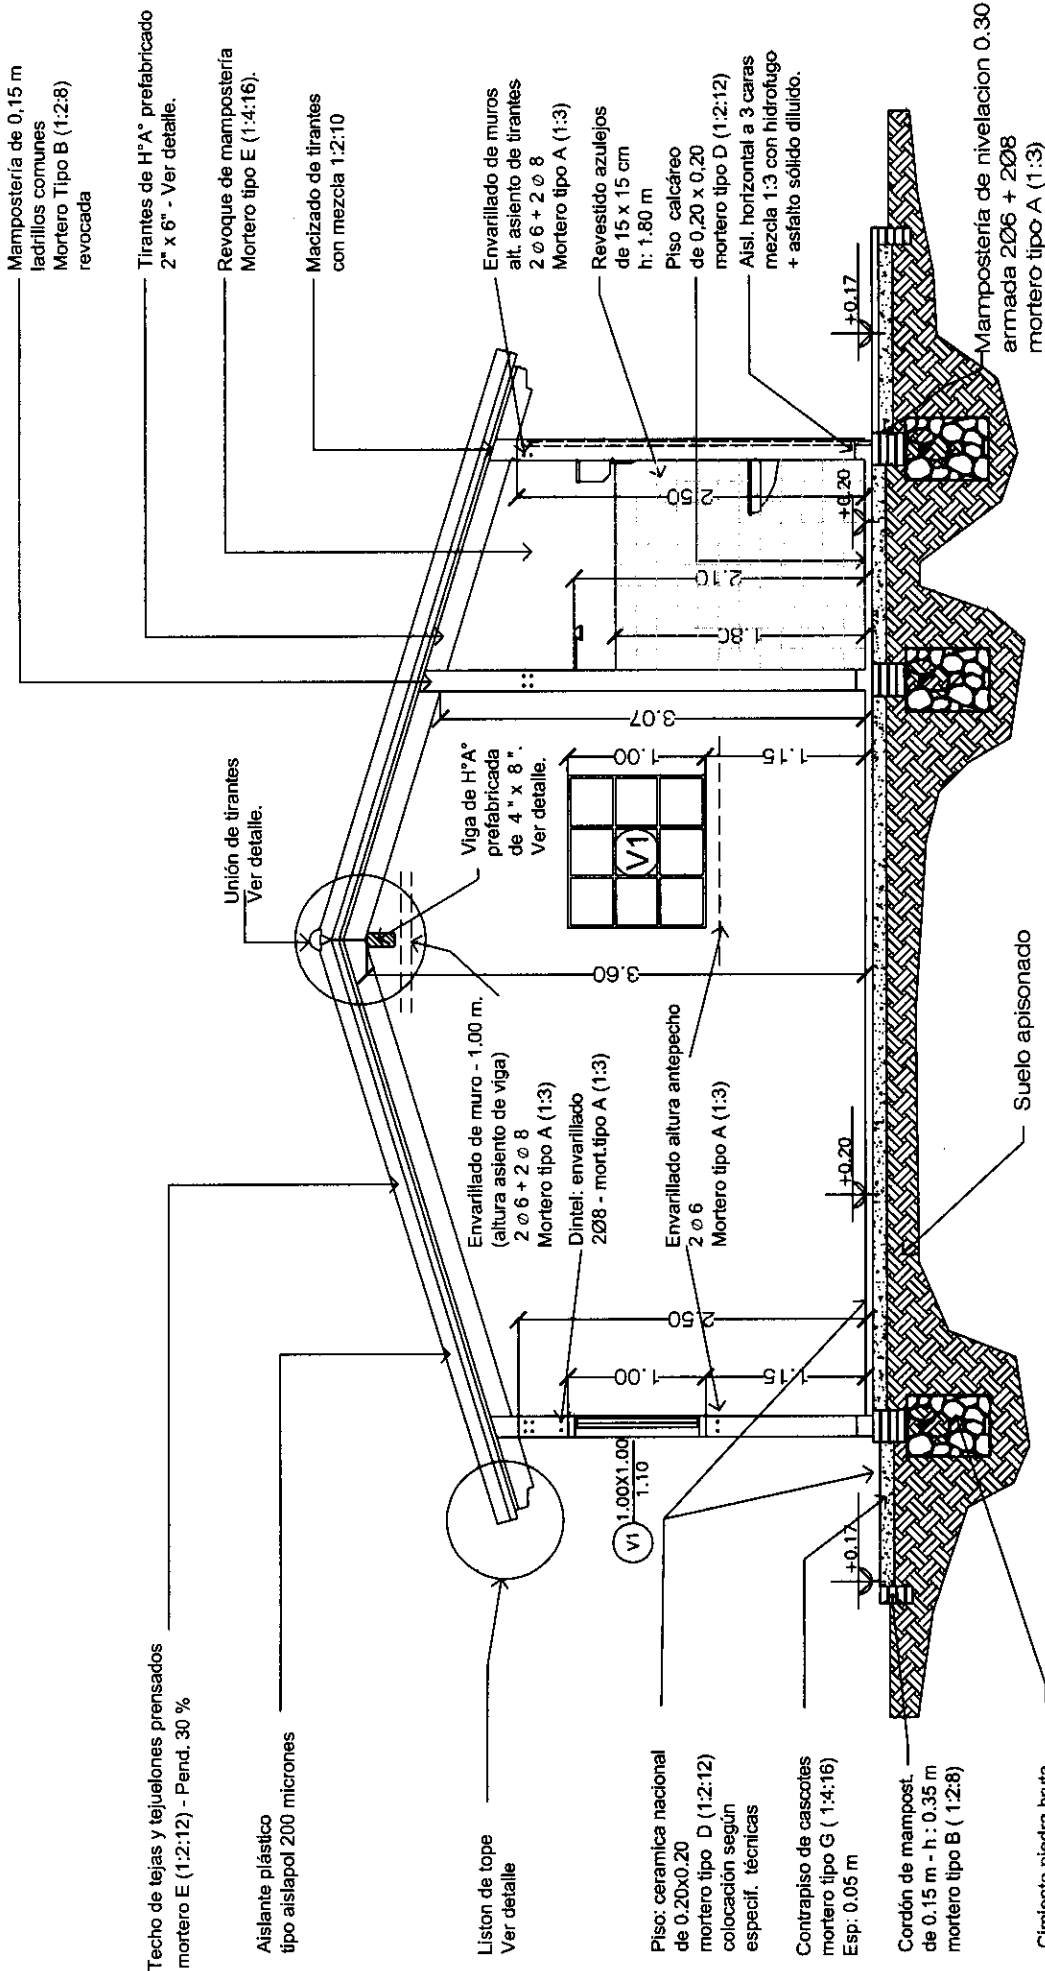 Mampostería de 0,15 m
ladrillos comunes
Mortero Tipo B (1:2:8)
revocada
Tirantes de H°A° prefabricado
2" x 6" - Ver detalle.
Revoque de mampostería
Mortero tipo E (1:4:16).
Macizado de tirantes
con mezcla 1:2:10
Envarillado de muros
alt. asiento de tirantes
2 ø 6 + 2 ø 8
Mortero tipo A (1:3)
Revestido azulejos
de 15 x 15 cm
h: 1.80 m
Piso calcáreo
de 0,20 x 0,20
mortero tipo D (1:2:12)
Aisl. horizontal a 3 caras
mezcla 1:3 con hidrofugo
+ asfalto sólido diluido.
Mampostería de nivelacion 0.30
armada 2Ø6 + 2Ø8
mortero tipo A (1:3)
Unión de tirantes
Ver detalle.
Viga de H°A°
prefabricada
de 4 " x 8 ".
Ver detalle.
Envarillado de muro - 1.00 m.
(altura asiento de viga)
2 ø 6 + 2 ø 8
Mortero tipo A (1:3)
Dintel: envarillado
2Ø8 - mort.tipo A (1:3)
Envarillado altura antepecho
2 ø 6
Mortero tipo A (1:3)
V1
1.00
1.15
3.60
3.07
1.80
2.10
2.50
+0.20
+0.17
2.50
1.00
1.15
V1
1.00X1.00
1.10
+0.20
+0.17
Suelo apisonado
Techo de tejas y tejuelones prensados
mortero E (1:2:12) - Pend. 30 %
Aislante plástico
tipo aislapol 200 micrones
Liston de tope
Ver detalle
Piso: ceramica nacional
de 0.20x0.20
mortero tipo D (1:2:12)
colocación según
especif. técnicas
Contrapiso de cascotes
mortero tipo G ( 1:4:16)
Esp: 0.05 m
Cordón de mampost.
de 0.15 m - h : 0.35 m
mortero tipo B ( 1:2:8)
Cimiento piedra bruta